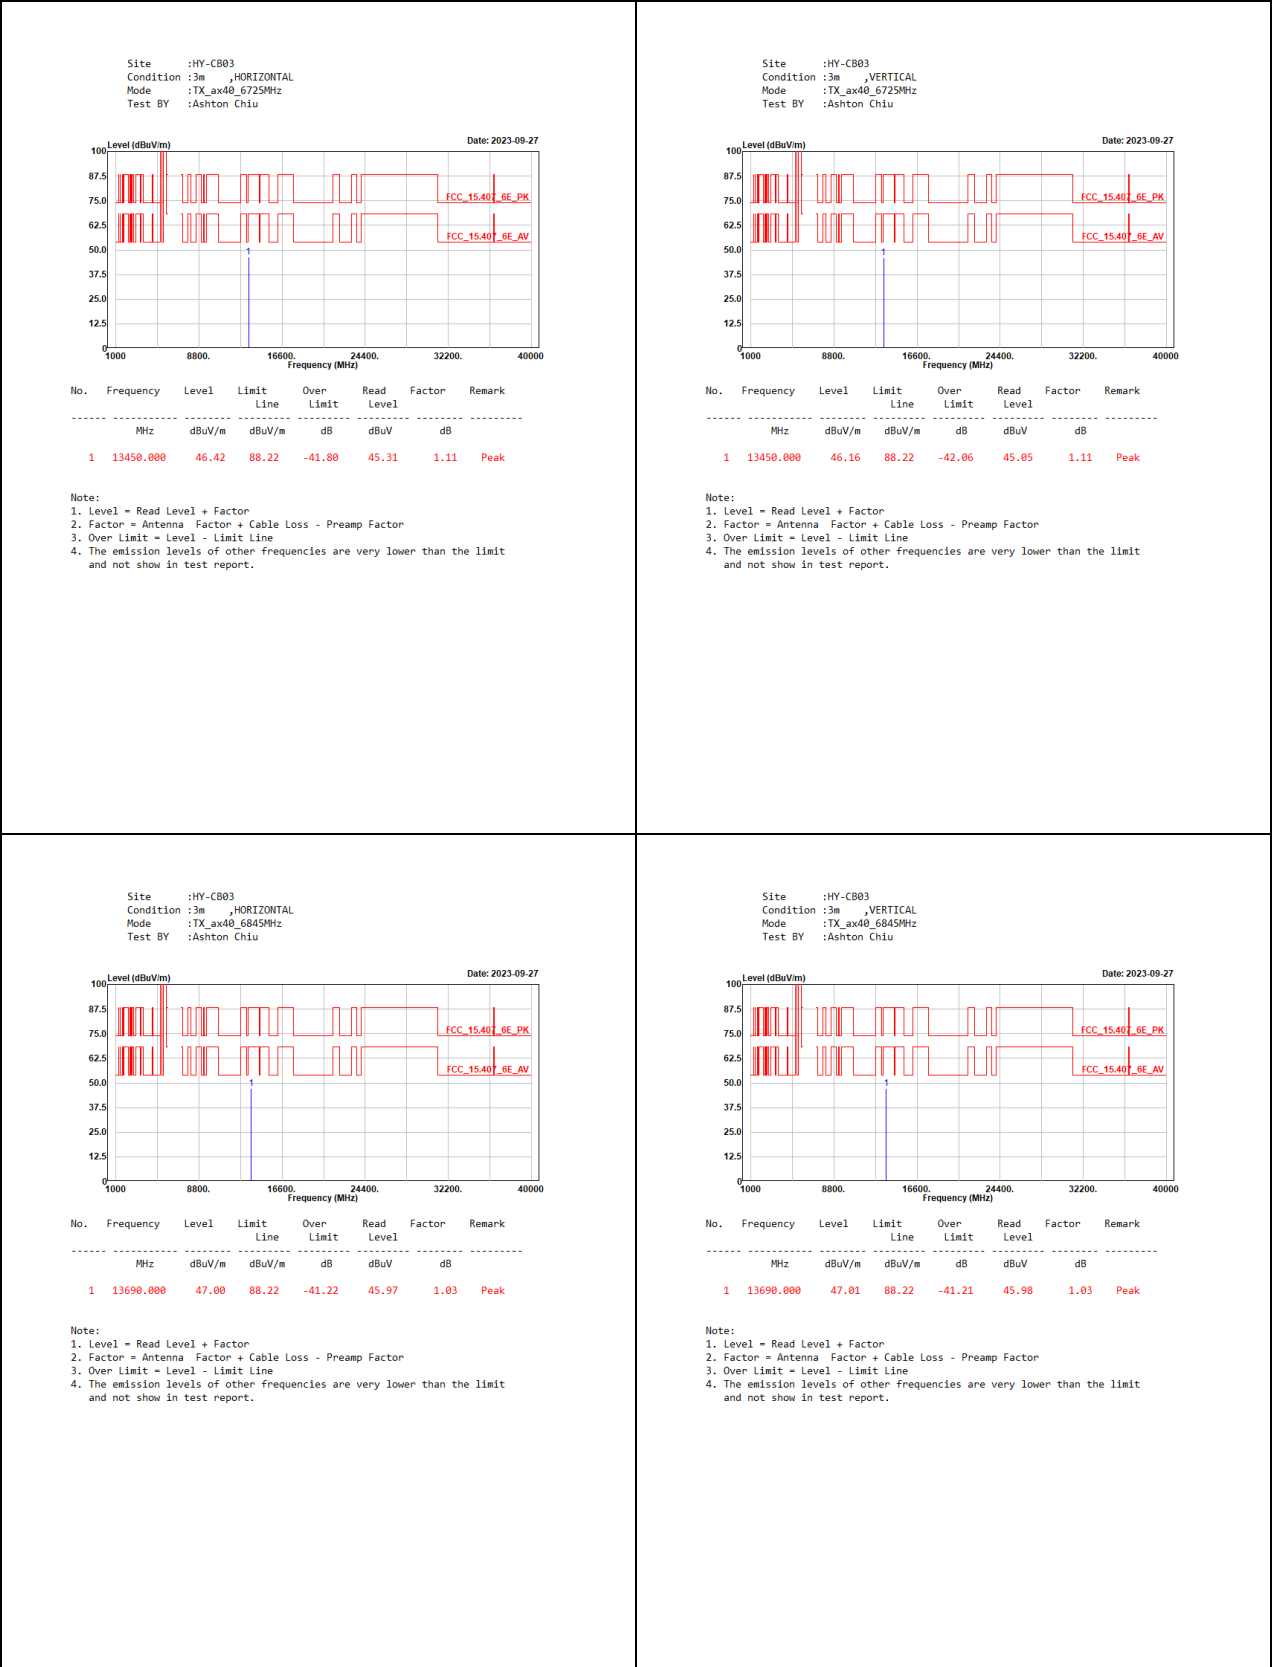 Site      :HY-CB03
Condition :3m    ,HORIZONTAL
Mode      :TX_ax40_6725MHz
Test BY   :Ashton Chiu
Level (dBuV/m)
Date: 2023-09-27
100
87.5
75.0
62.5
50.0
37.5
25.0
12.5
0
FCC_15.407_6E_PK
FCC_15.407_6E_AV
1
1000 8800. 16600. 24400. 32200. 40000
Frequency (MHz)
No. Frequency Level Limit Over Read Factor Remark
Line Limit Level
------ ----------- -------- --------- --------- --------- -------- ---------
MHz dBuV/m dBuV/m dB dBuV dB
1 13450.000 46.42 88.22 -41.80 45.31 1.11 Peak
Note:
1. Level = Read Level + Factor
2. Factor = Antenna  Factor + Cable Loss - Preamp Factor
3. Over Limit = Level - Limit Line
4. The emission levels of other frequencies are very lower than the limit
and not show in test report.
Site      :HY-CB03
Condition :3m    ,VERTICAL
Mode      :TX_ax40_6725MHz
Test BY   :Ashton Chiu
Level (dBuV/m)
Date: 2023-09-27
100
87.5
75.0
62.5
50.0
37.5
25.0
12.5
0
FCC_15.407_6E_PK
FCC_15.407_6E_AV
1
1000 8800. 16600. 24400. 32200. 40000
Frequency (MHz)
No. Frequency Level Limit Over Read Factor Remark
Line Limit Level
------ ----------- -------- --------- --------- --------- -------- ---------
MHz dBuV/m dBuV/m dB dBuV dB
1 13450.000 46.16 88.22 -42.06 45.05 1.11 Peak
Note:
1. Level = Read Level + Factor
2. Factor = Antenna  Factor + Cable Loss - Preamp Factor
3. Over Limit = Level - Limit Line
4. The emission levels of other frequencies are very lower than the limit
and not show in test report.
Site      :HY-CB03
Condition :3m    ,HORIZONTAL
Mode      :TX_ax40_6845MHz
Test BY   :Ashton Chiu
Level (dBuV/m)
Date: 2023-09-27
100
87.5
75.0
62.5
50.0
37.5
25.0
12.5
0
FCC_15.407_6E_PK
FCC_15.407_6E_AV
1
1000 8800. 16600. 24400. 32200. 40000
Frequency (MHz)
No. Frequency Level Limit Over Read Factor Remark
Line Limit Level
------ ----------- -------- --------- --------- --------- -------- ---------
MHz dBuV/m dBuV/m dB dBuV dB
1 13690.000 47.00 88.22 -41.22 45.97 1.03 Peak
Note:
1. Level = Read Level + Factor
2. Factor = Antenna  Factor + Cable Loss - Preamp Factor
3. Over Limit = Level - Limit Line
4. The emission levels of other frequencies are very lower than the limit
and not show in test report.
Site      :HY-CB03
Condition :3m    ,VERTICAL
Mode      :TX_ax40_6845MHz
Test BY   :Ashton Chiu
Level (dBuV/m)
Date: 2023-09-27
100
87.5
75.0
62.5
50.0
37.5
25.0
12.5
0
FCC_15.407_6E_PK
FCC_15.407_6E_AV
1
1000 8800. 16600. 24400. 32200. 40000
Frequency (MHz)
No. Frequency Level Limit Over Read Factor Remark
Line Limit Level
------ ----------- -------- --------- --------- --------- -------- ---------
MHz dBuV/m dBuV/m dB dBuV dB
1 13690.000 47.01 88.22 -41.21 45.98 1.03 Peak
Note:
1. Level = Read Level + Factor
2. Factor = Antenna  Factor + Cable Loss - Preamp Factor
3. Over Limit = Level - Limit Line
4. The emission levels of other frequencies are very lower than the limit
and not show in test report.